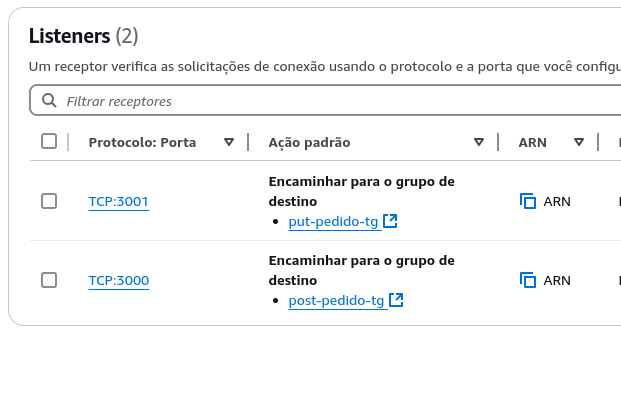 Listeners (2)
Um receptor verifica as solicitações de conexão usando o protocolo e a porta que você configu
Filtrar receptores
Protocolo: Porta
Ação padrão
ARN
TCP:3001
Encaminhar para o grupo de
destino
put-pedido-tg
ARN
TCP:3000
Encaminhar para o grupo de
destino
post-pedido-tg
ARN